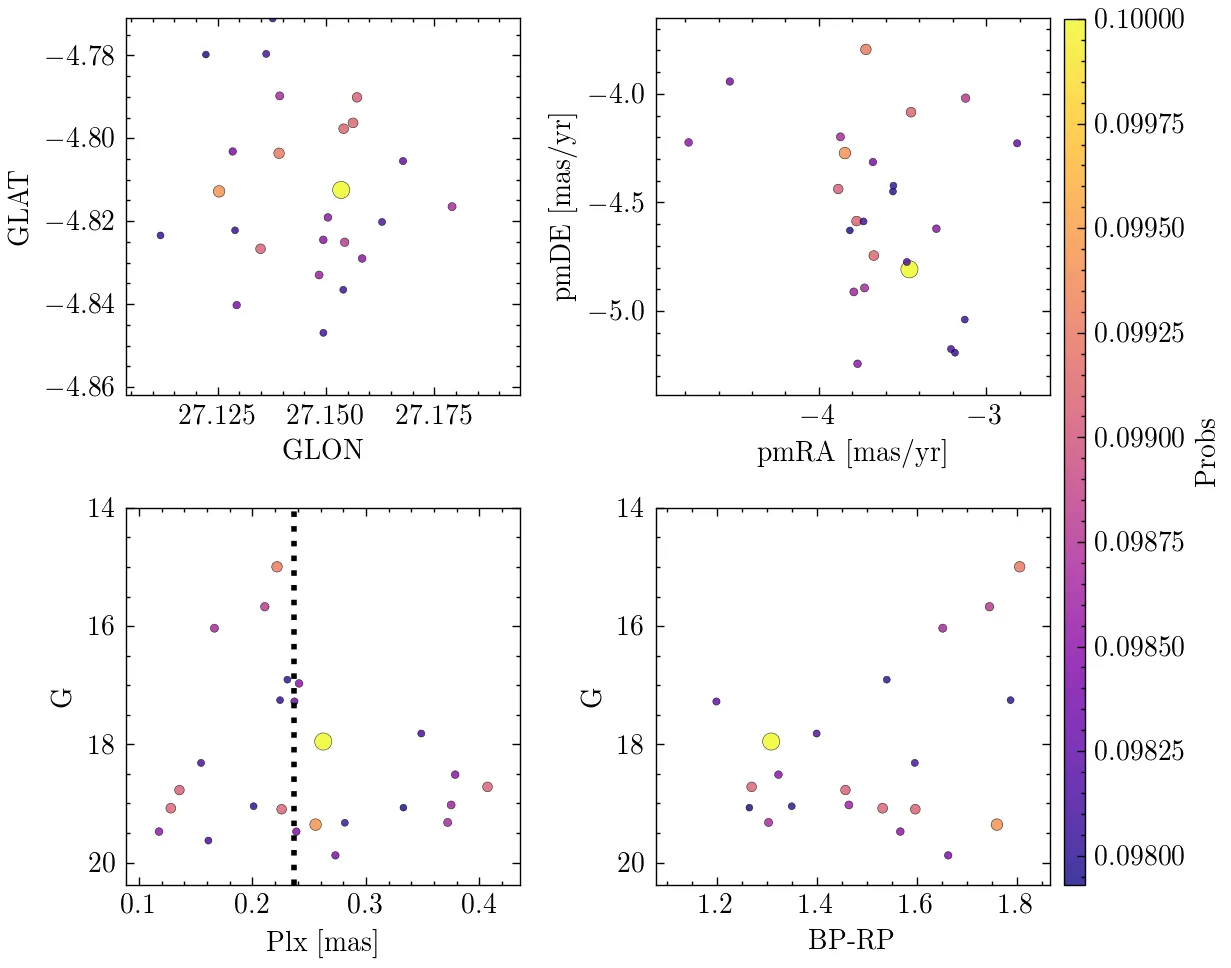 −4.78
−4.80
−4.82
−4.84
−4.86
GLAT
27.125 27.150 27.175
GLON
−4.0
−4.5
−5.0
pmDE [mas/yr]
−4 −3
pmRA [mas/yr]
0.10000
0.09975
0.09950
0.09925
0.09900
0.09875
0.09850
0.09825
0.09800
Probs
14
16
18
20
G
0.1 0.2 0.3 0.4
Plx [mas]
14
16
18
20
G
1.2 1.4 1.6 1.8
BP-RP